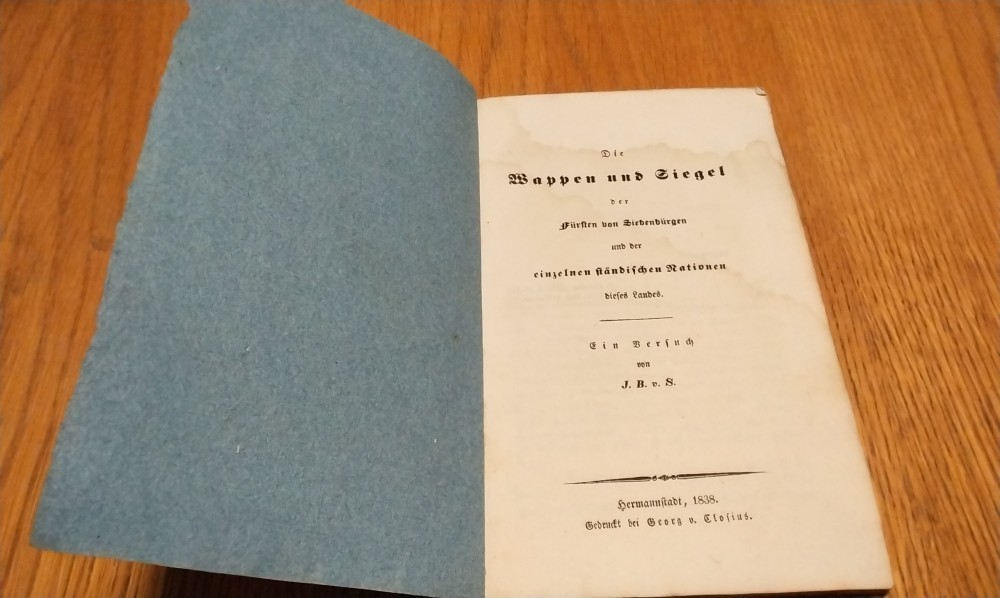 Die
Wappen und Siegel
der
Fürsten von Siebenbürgen
und der
einzelnen ständischen Nationen
dieses Landes.
Ein Versuch
von
J. B. v. S.
Hermannstadt, 1838.
Gedruckt bei Georg v. Closius.